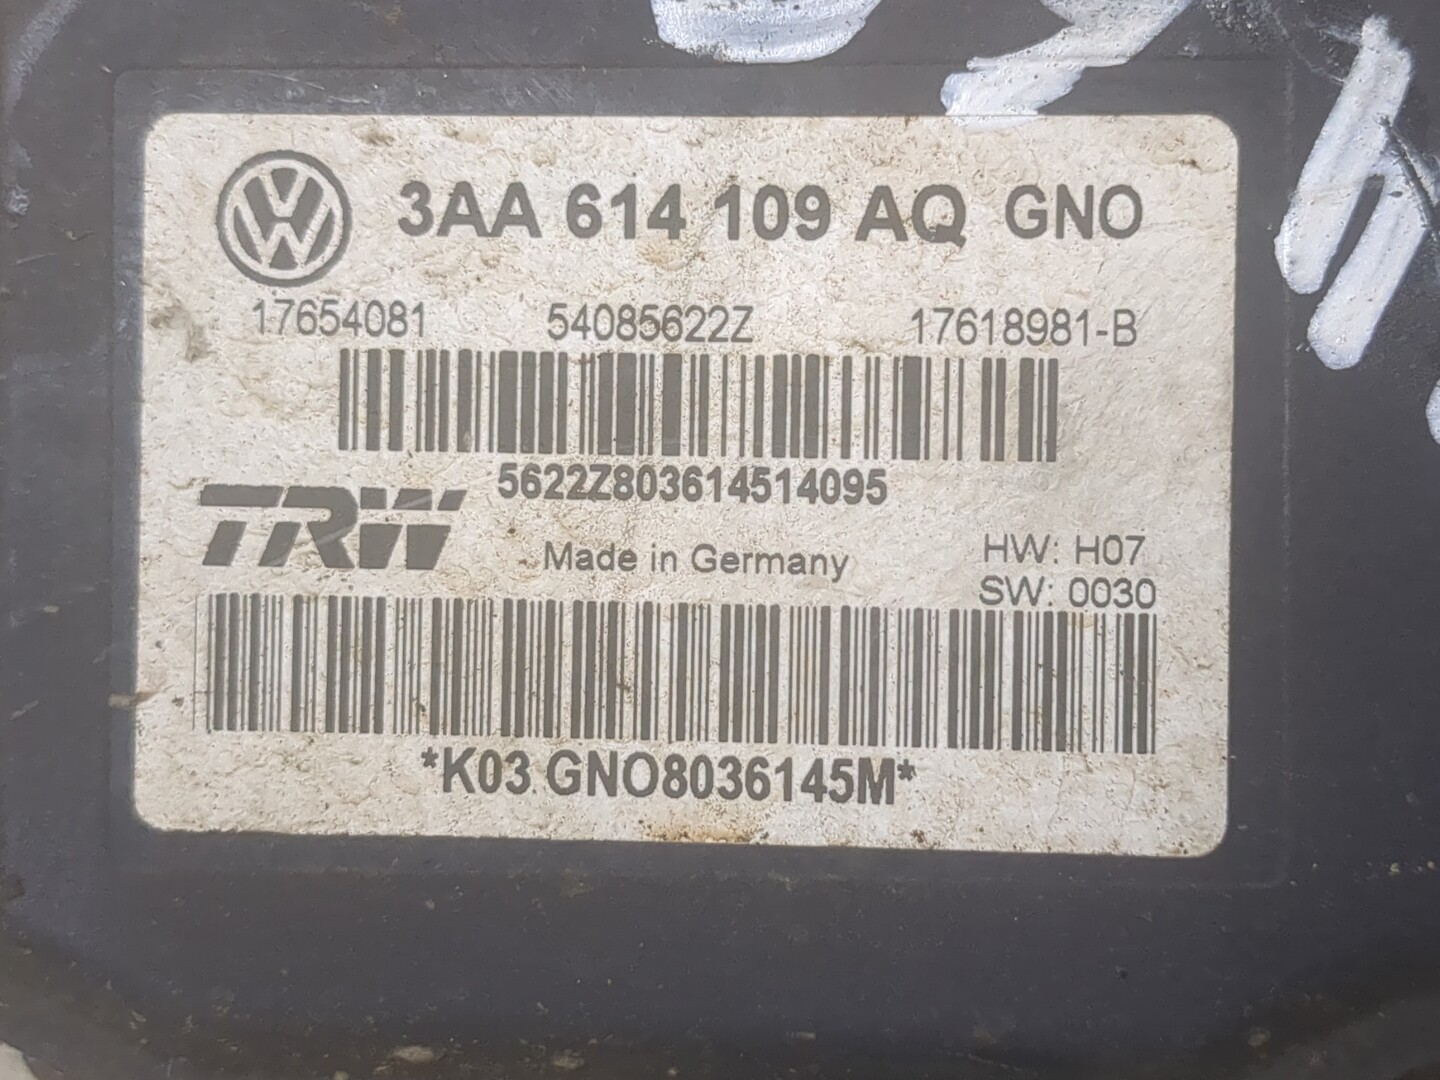 3AA 614 109 AQ GNO
17654081 54085622Z 17618981-B
5622Z803614514095
TRW
Made in Germany
HW: H07
SW: 0030
*K03 GNO8036145M*